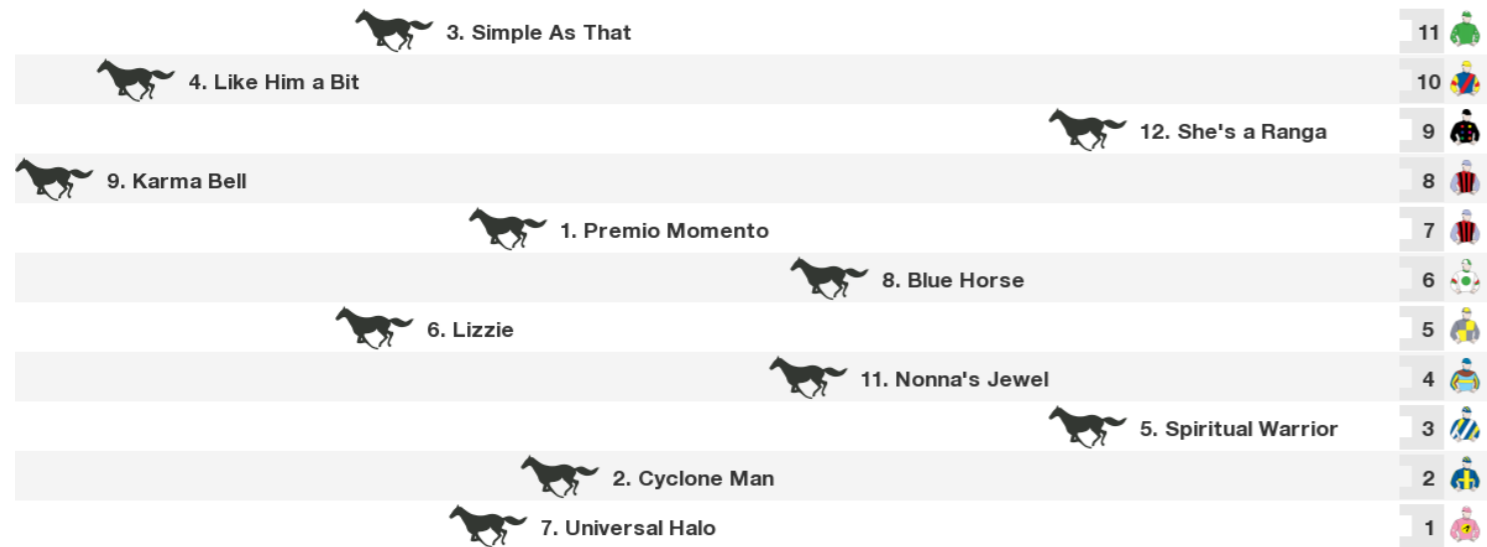 3. Simple As That 11
4. Like Him a Bit 10
12. She's a Ranga 9
9. Karma Bell 8
1. Premio Momento 7
8. Blue Horse 6
6. Lizzie 5
11. Nonna's Jewel 4
5. Spiritual Warrior 3
2. Cyclone Man 2
7. Universal Halo 1